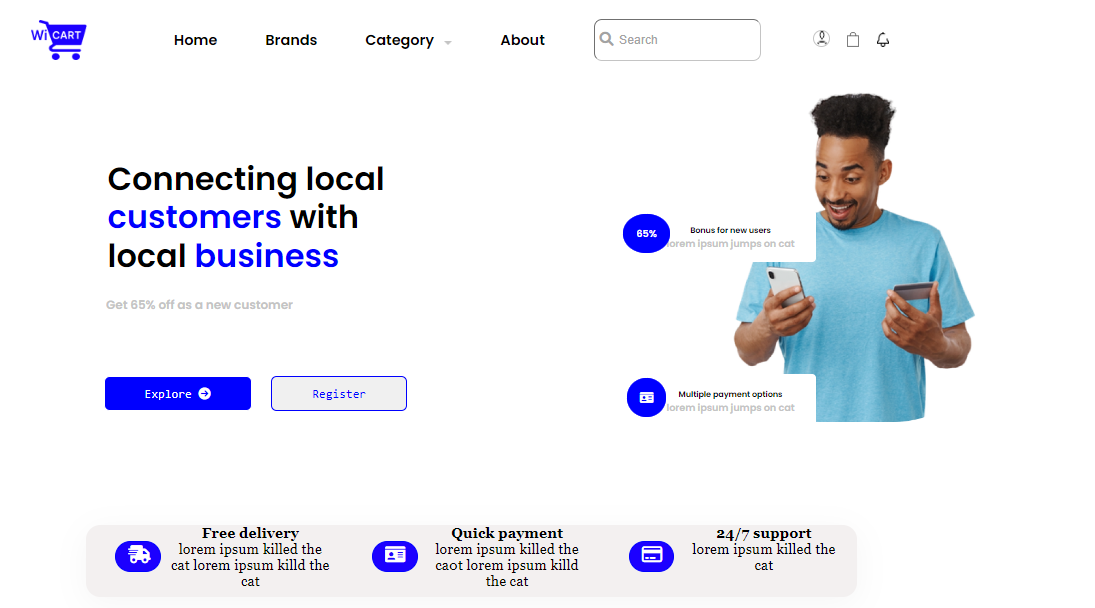 Wi CART
Home Brands Category About Search
Connecting local
customers with
local business
65%
Bonus for new users
lorem ipsum jumps on cat
Get 65% off as a new customer
Explore
Register
Multiple payment options
lorem ipsum jumps on cat
Free delivery
lorem ipsum killed the
cat lorem ipsum killd the
cat
Quick payment
lorem ipsum killed the
ca0t lorem ipsum killd
the cat
24/7 support
lorem ipsum killed the
cat